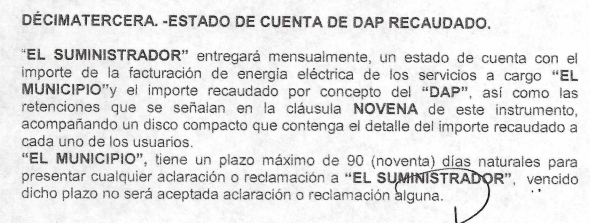 DÉCIMATERCERA. -ESTADO DE CUENTA DE DAP RECAUDADO.
"EL SUMINISTRADOR" entregará mensualmente, un estado de cuenta con el
importe de la facturación de energía eléctrica de los servicios a cargo "EL
MUNICIPIO"y el importe recaudado por concepto del "DAP", así como las
retenciones que se señalan en la cláusula NOVENA de este instrumento,
acompañando un disco compacto que contenga el detalle del importe recaudado a
cada uno de los usuarios.
"EL MUNICIPIO", tiene un plazo máximo de 90 (noventa) días naturales para
presentar cualquier aclaración o reclamación a "EL SUMINISTRADOR", vencido
dicho plazo no será aceptada aclaración o reclamación alguna.